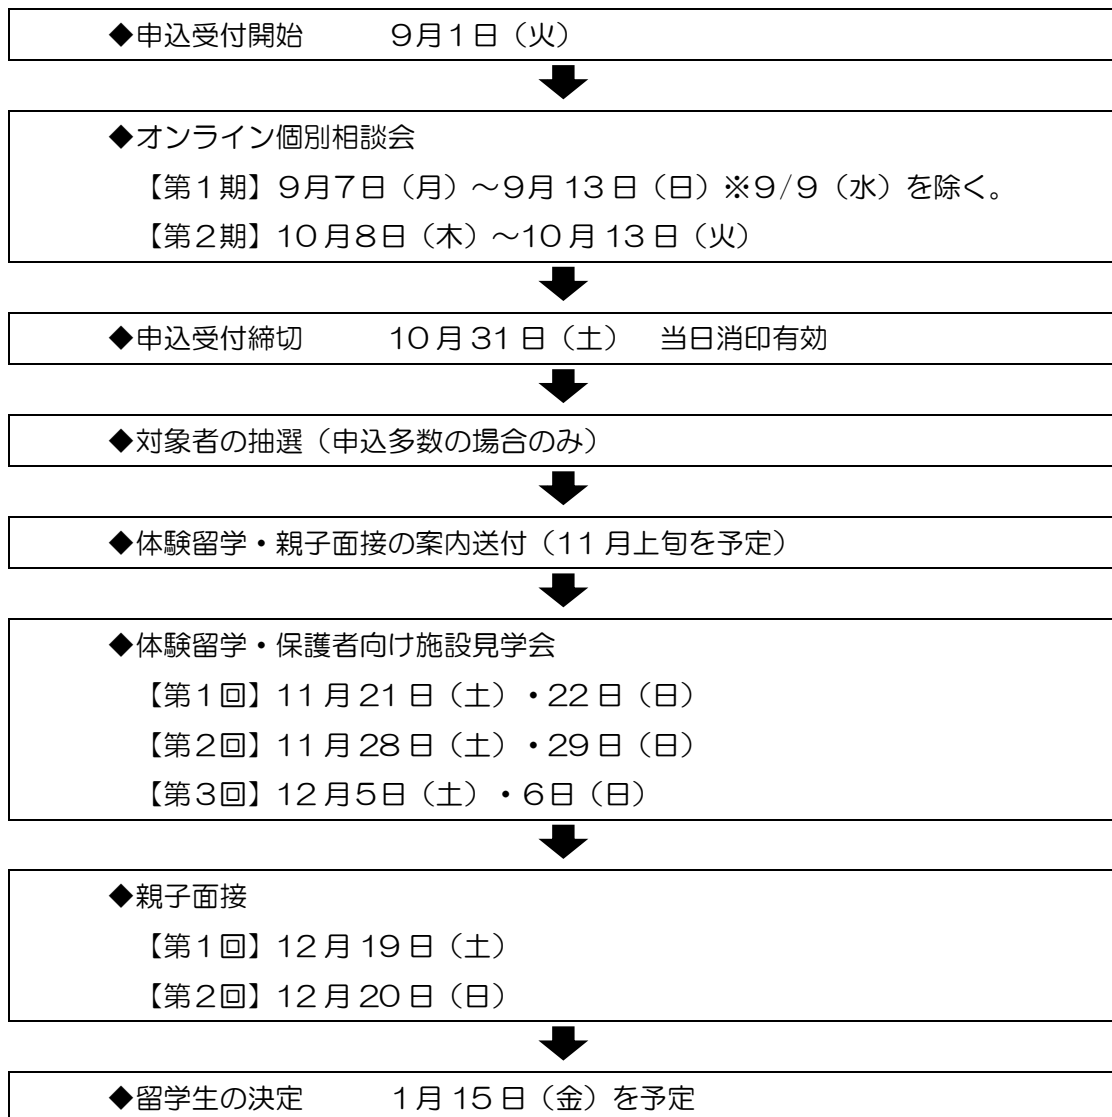 ◆申込受付開始　　　９月１日（火）
◆オンライン個別相談会
【第１期】９月７日（月）～９月13日（日）※９/９（水）を除く。
【第２期】10月８日（木）～10月13日（火）
◆申込受付締切　　　10月31日（土）　当日消印有効
◆対象者の抽選（申込多数の場合のみ）
◆体験留学・親子面接の案内送付（11月上旬を予定）
◆体験留学・保護者向け施設見学会
【第１回】11月21日（土）・22日（日）
【第２回】11月28日（土）・29日（日）
【第３回】12月５日（土）・６日（日）
◆親子面接
【第１回】12月19日（土）
【第２回】12月20日（日）
◆留学生の決定　　　１月15日（金）を予定